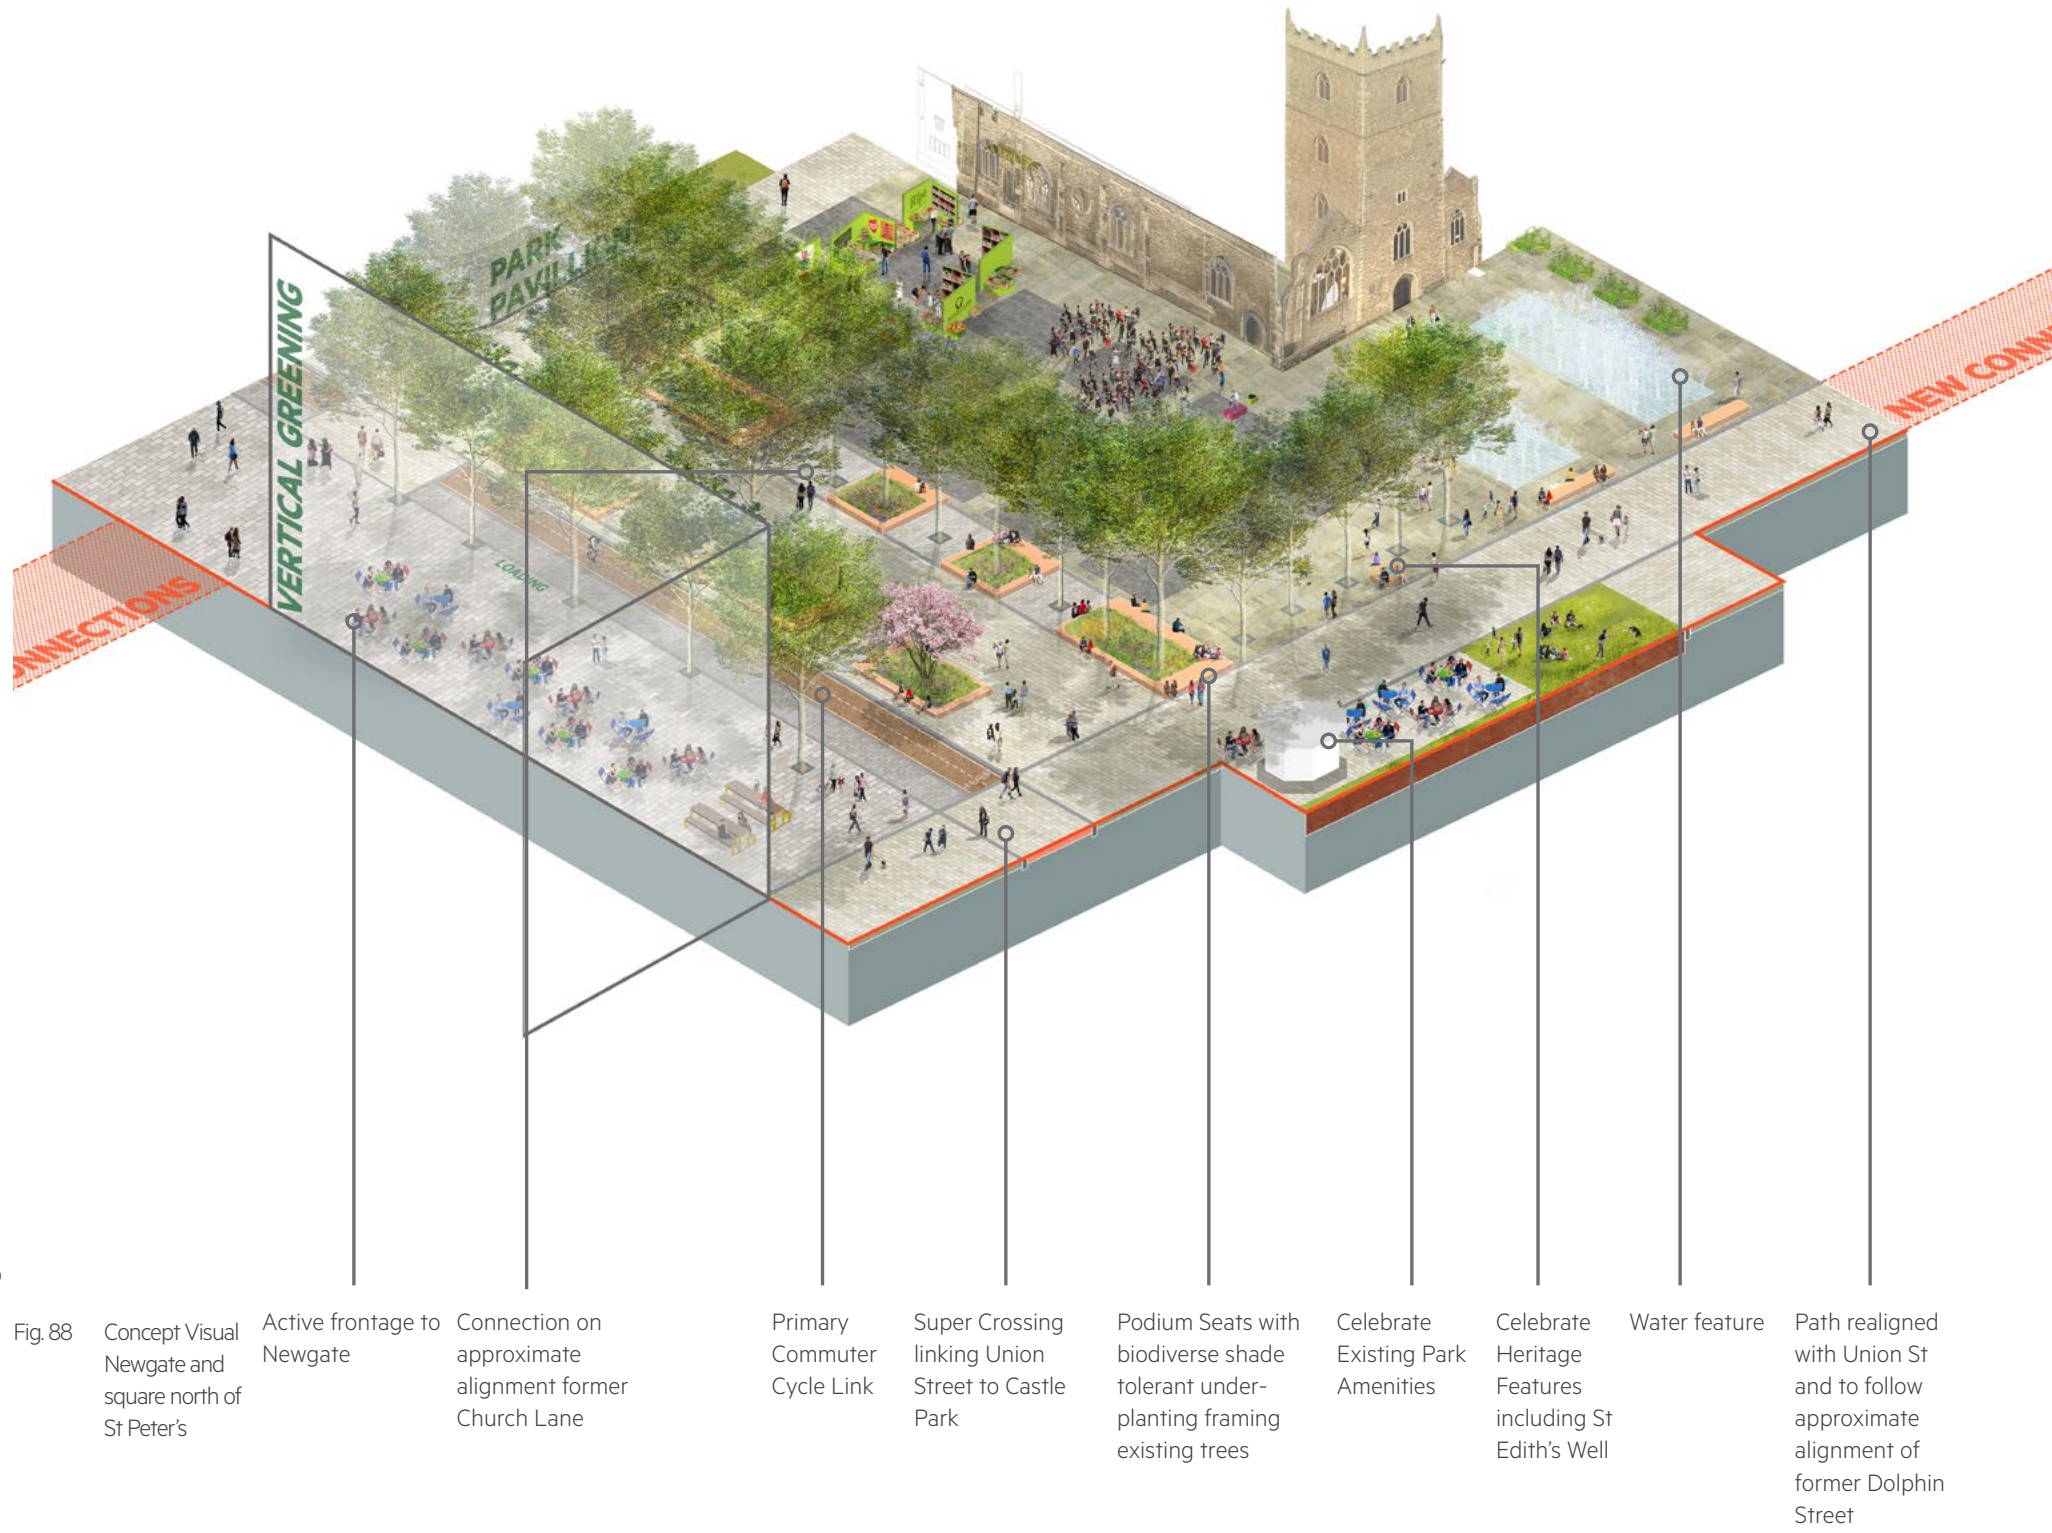 PARK
PAVILLION
VERTICAL GREENING
LOADING
NEW CONN
NNECTIONS
Fig. 88
Concept Visual
Newgate and
square north of
St Peter's
Active frontage to
Newgate
Connection on
approximate
alignment former
Church Lane
Primary
Commuter
Cycle Link
Super Crossing
linking Union
Street to Castle
Park
Podium Seats with
biodiverse shade
tolerant under-
planting framing
existing trees
Celebrate
Existing Park
Amenities
Celebrate
Heritage
Features
including St
Edith's Well
Water feature
Path realigned
with Union St
and to follow
approximate
alignment of
former Dolphin
Street